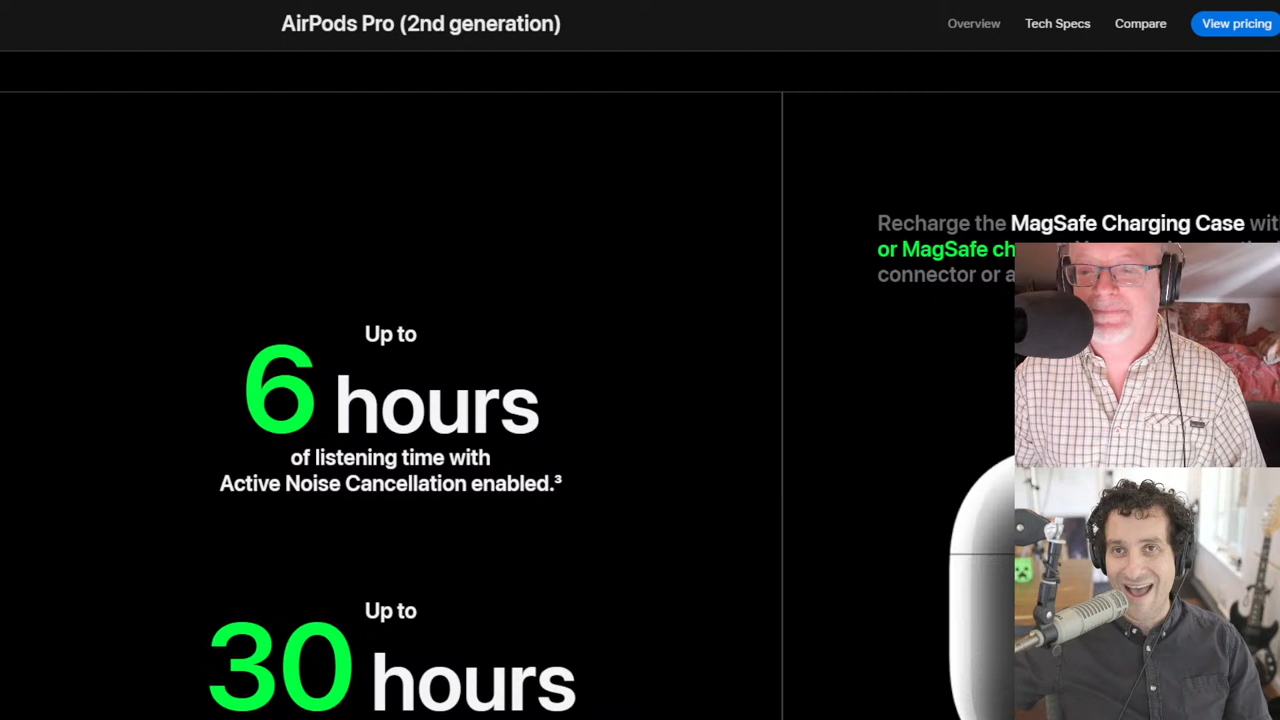 AirPods Pro (2nd generation)
Overview
Tech Specs
Compare
View pricing
Up to
6 hours
of listening time with
Active Noise Cancellation enabled.³
Up to
30 hours
Recharge the MagSafe Charging Case
or MagSafe
connector or